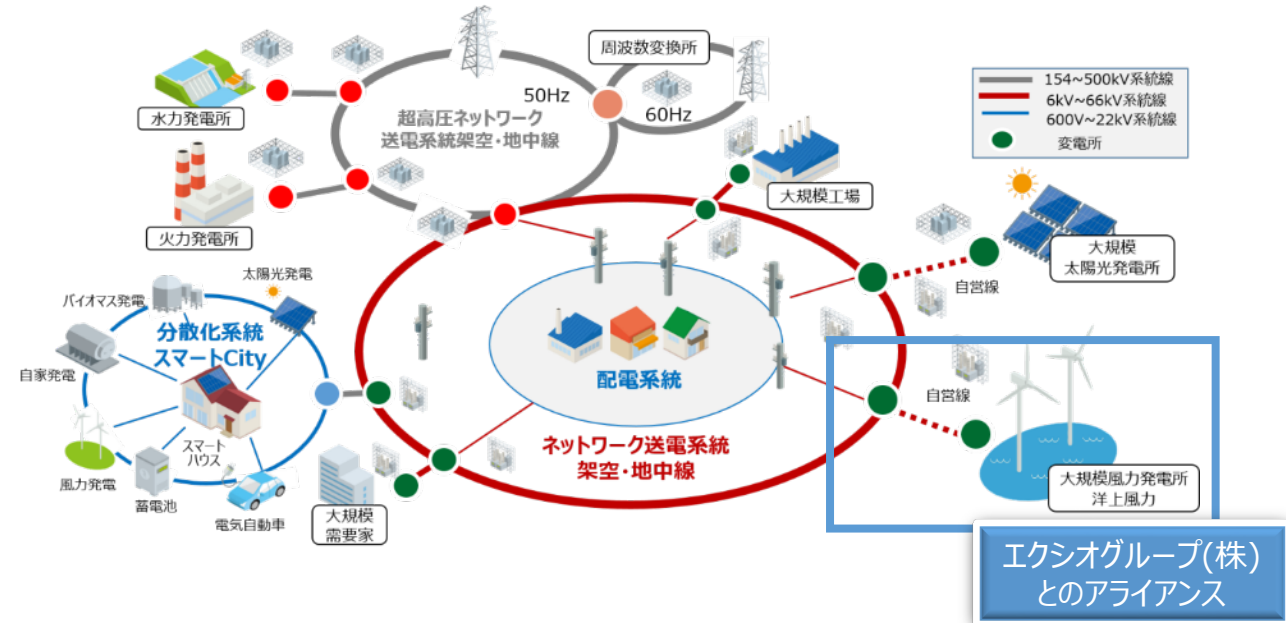 周波数変換所
50Hz
60Hz
超高圧ネットワーク
送電系統架空・地中線
水力発電所
火力発電所
154~500kV系統線
6kV~66kV系統線
600V~22kV系統線
変電所
大規模工場
大規模
太陽光発電所
自営線
太陽光発電
バイオマス発電
分散化系統
スマートCity
自家発電
スマート
ハウス
風力発電
蓄電池
電気自動車
大規模
需要家
配電系統
ネットワーク送電系統
架空・地中線
自営線
大規模風力発電所
洋上風力
エクシオグループ(株)
とのアライアンス